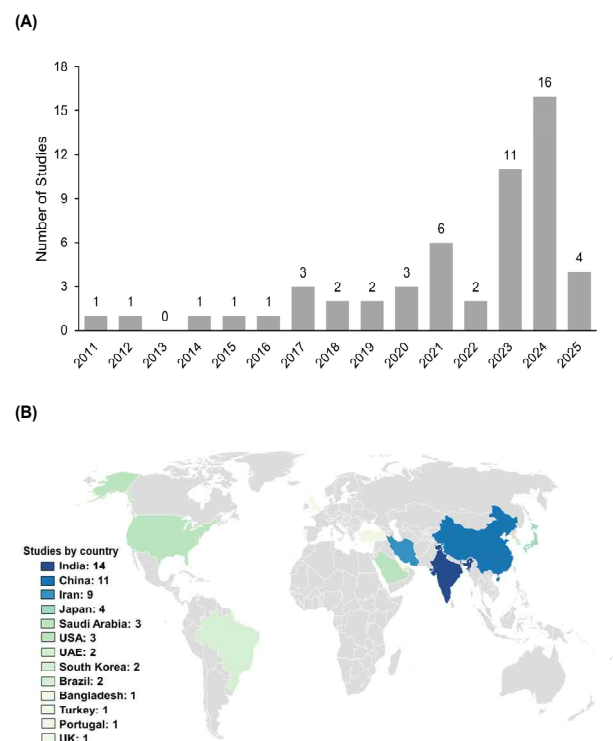 (A)
18
15
12
9
6
3
0
Number of Studies
1
1
0
1
1
1
3
2
2
3
6
2
11
16
4
2011
2012
2013
2014
2015
2016
2017
2018
2019
2020
2021
2022
2023
2024
2025
(B)
Studies by country
India: 14
China: 11
Iran: 9
Japan: 4
Saudi Arabia: 3
USA: 3
UAE: 2
South Korea: 2
Brazil: 2
Bangladesh: 1
Turkey: 1
Portugal: 1
UK: 1